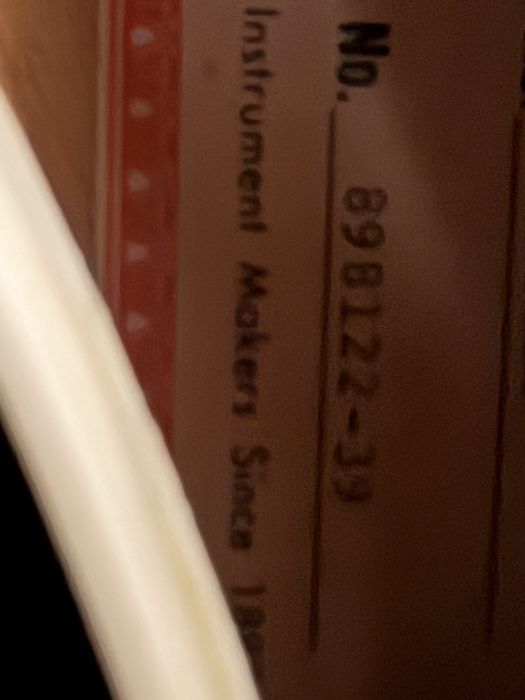 No. 898122-39
Instrument Makers Since